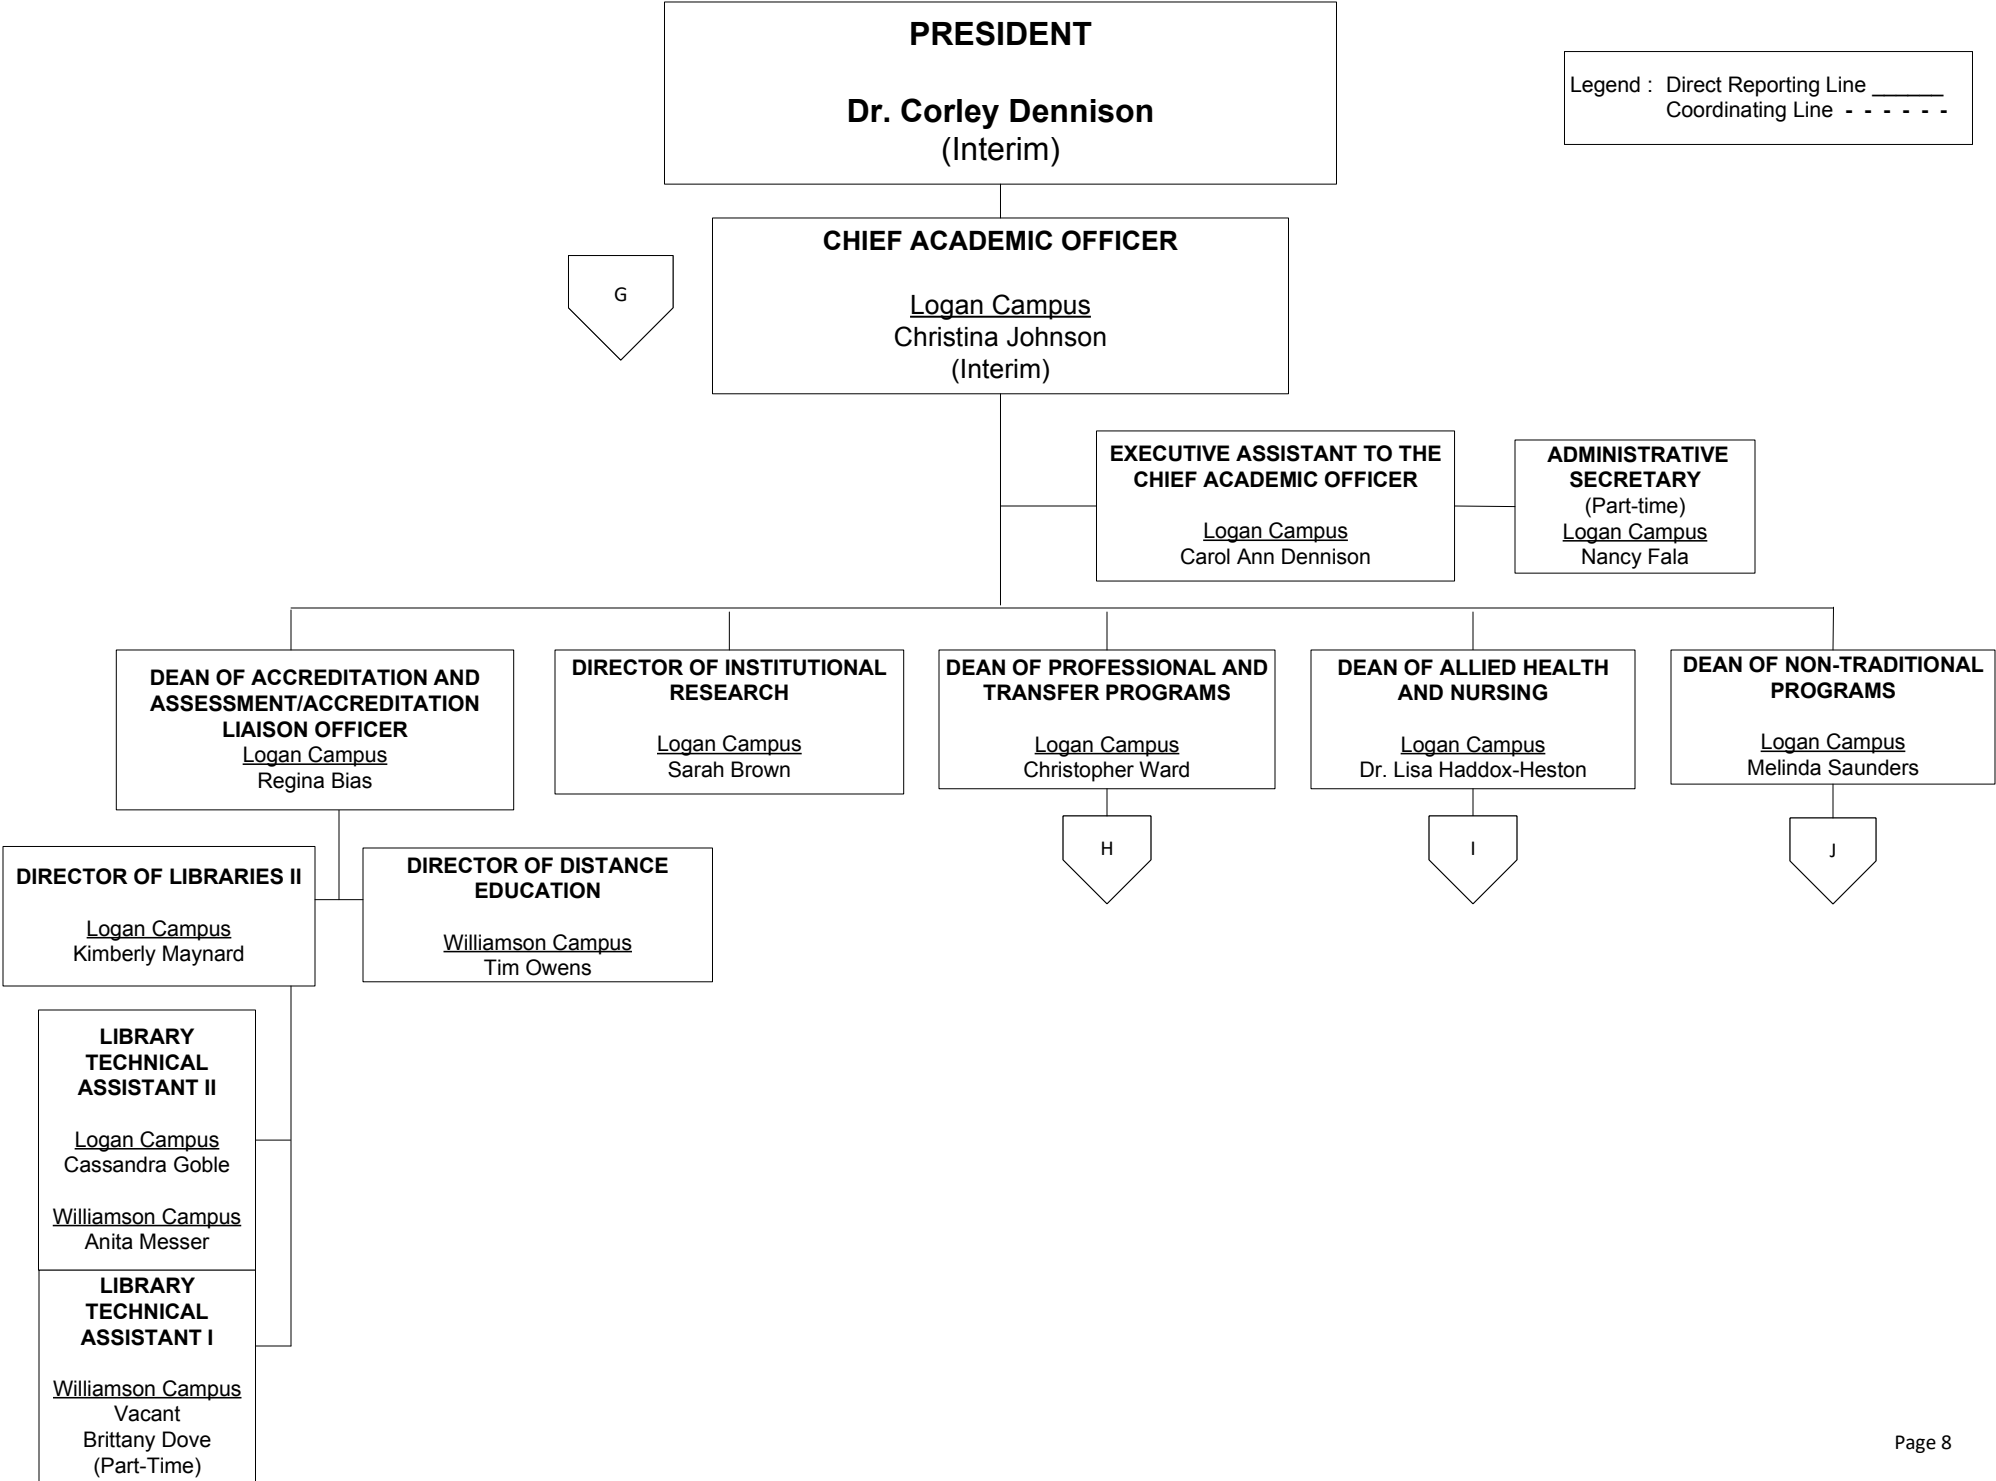 PRESIDENT
Dr. Corley Dennison
(Interim)
Legend : Direct Reporting Line ______
Coordinating Line - - - - - -
CHIEF ACADEMIC OFFICER
Logan Campus
Christina Johnson
(Interim)
G
EXECUTIVE ASSISTANT TO THE
CHIEF ACADEMIC OFFICER
Logan Campus
Carol Ann Dennison
ADMINISTRATIVE
SECRETARY
(Part-time)
Logan Campus
Nancy Fala
DEAN OF ACCREDITATION AND
ASSESSMENT/ACCREDITATION
LIAISON OFFICER
Logan Campus
Regina Bias
DIRECTOR OF INSTITUTIONAL
RESEARCH
Logan Campus
Sarah Brown
DEAN OF PROFESSIONAL AND
TRANSFER PROGRAMS
Logan Campus
Christopher Ward
DEAN OF ALLIED HEALTH
AND NURSING
Logan Campus
Dr. Lisa Haddox-Heston
DEAN OF NON-TRADITIONAL
PROGRAMS
Logan Campus
Melinda Saunders
H
I
J
DIRECTOR OF LIBRARIES II
Logan Campus
Kimberly Maynard
DIRECTOR OF DISTANCE
EDUCATION
Williamson Campus
Tim Owens
LIBRARY
TECHNICAL
ASSISTANT II
Logan Campus
Cassandra Goble
Williamson Campus
Anita Messer
LIBRARY
TECHNICAL
ASSISTANT I
Williamson Campus
Vacant
Brittany Dove
(Part-Time)
Page 8